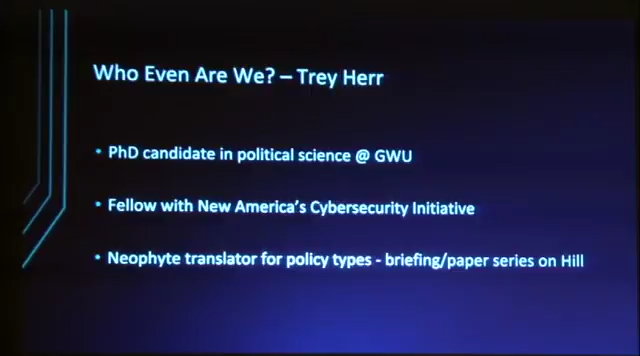 Who Even Are We? – Trey Herr
• PhD candidate in political science @ GWU
• Fellow with New America's Cybersecurity Initiative
• Neophyte translator for policy types - briefing/paper series on Hill